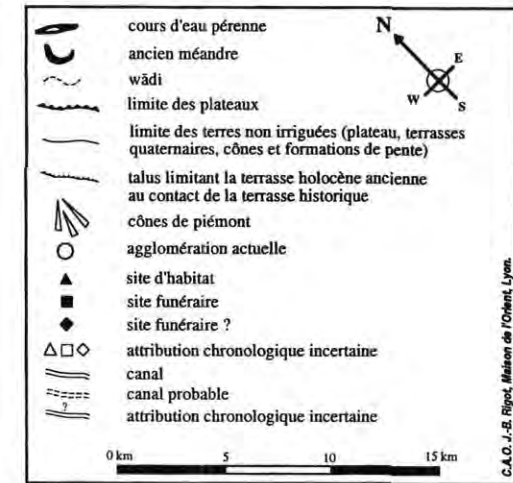 cours d'eau pérenne
ancien méandre
wādi
limite des plateaux
limite des terres non irriguées (plateau, terrasses
quaternaires, cônes et formations de pente)
talus limitant la terrasse holocène ancienne
au contact de la terrasse historique
cônes de piémont
agglomération actuelle
site d'habitat
site funéraire
site funéraire ?
attribution chronologique incertaine
canal
canal probable
? attribution chronologique incertaine
N
E
W
S
0 km 5 10 15 km
C.A.O. J.-B. Rigot, Maison de l'Orient, Lyon.